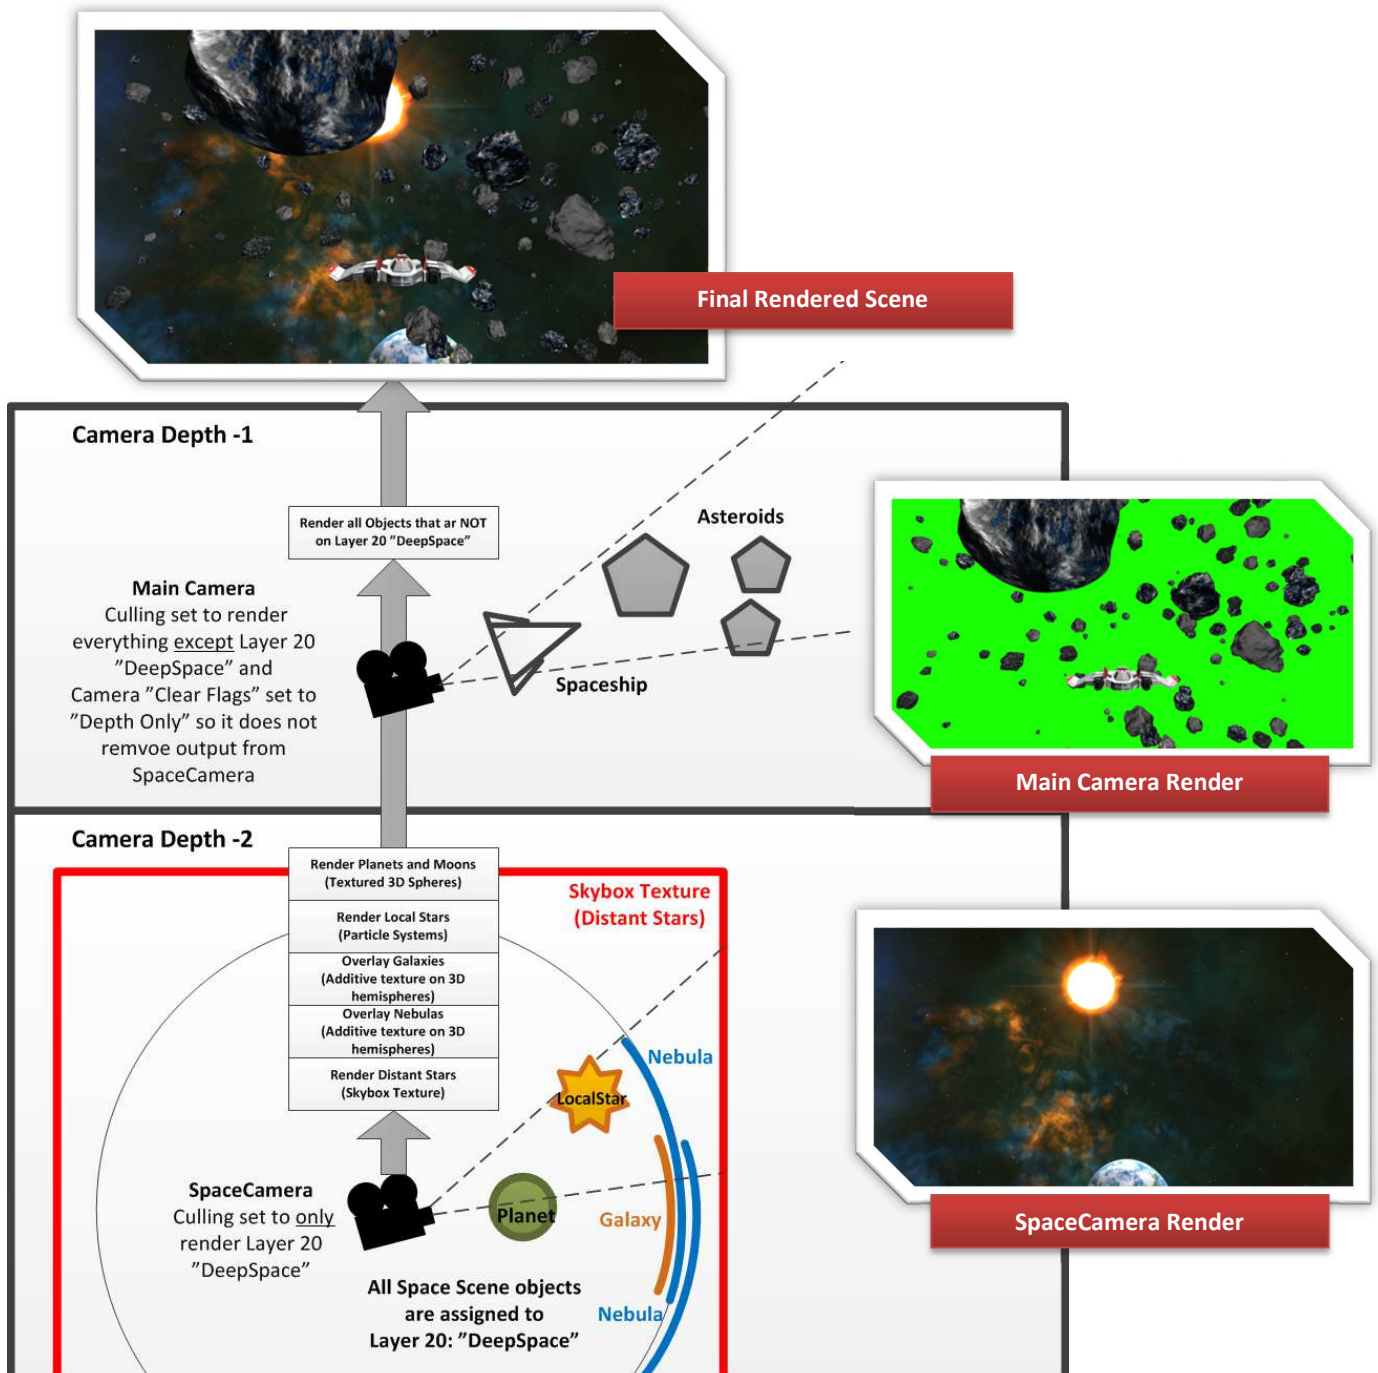 Final Rendered Scene
Camera Depth -1
Render all Objects that ar NOT
on Layer 20 ”DeepSpace”
Asteroids
Main Camera
Culling set to render
everything except Layer 20
”DeepSpace” and
Camera ”Clear Flags” set to
”Depth Only” so it does not
remvoe output from
SpaceCamera
Spaceship
Main Camera Render
Camera Depth -2
Render Planets and Moons
(Textured 3D Spheres)
Skybox Texture
(Distant Stars)
Render Local Stars
(Particle Systems)
Overlay Galaxies
(Additive texture on 3D
hemispheres)
Overlay Nebulas
(Additive texture on 3D
hemispheres)
Render Distant Stars
(Skybox Texture)
Nebula
LocalStar
SpaceCamera
Culling set to only
render Layer 20
”DeepSpace”
Planet
Galaxy
SpaceCamera Render
All Space Scene objects
are assigned to
Layer 20: ”DeepSpace”
Nebula